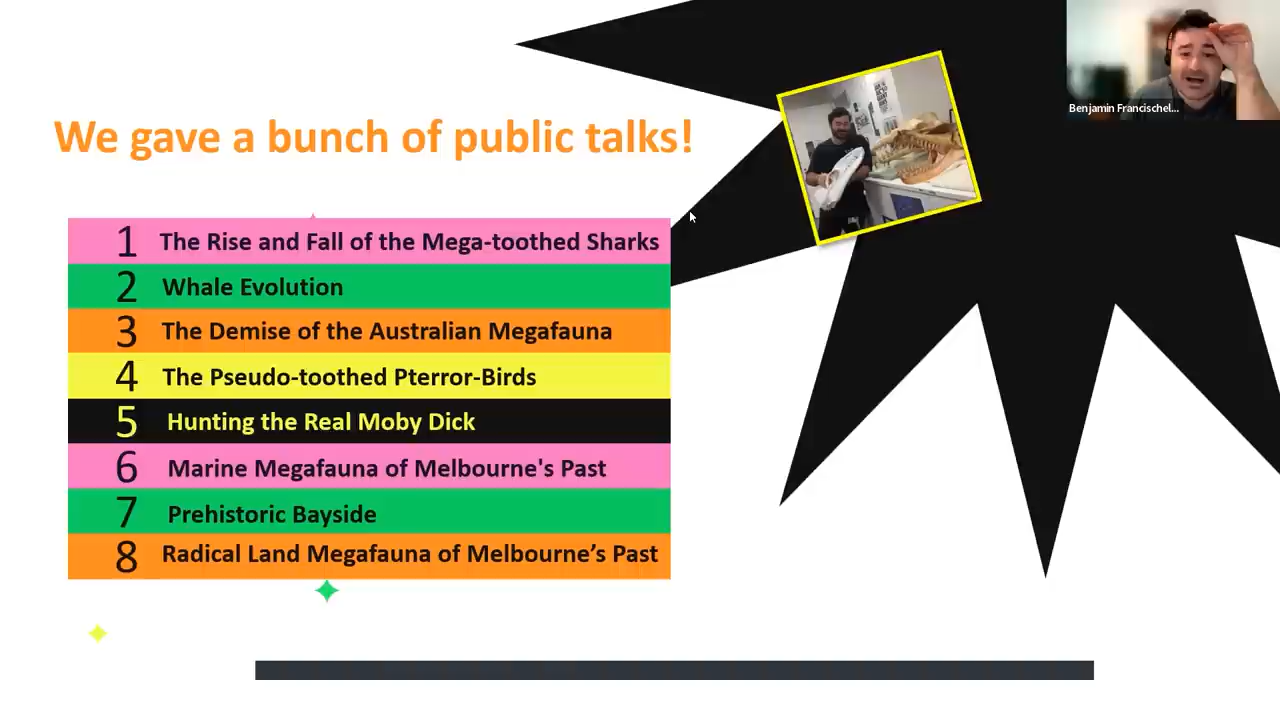 Benjamin Francischel...
We gave a bunch of public talks!
1 The Rise and Fall of the Mega-toothed Sharks
2 Whale Evolution
3 The Demise of the Australian Megafauna
4 The Pseudo-toothed Pterror-Birds
5 Hunting the Real Moby Dick
6 Marine Megafauna of Melbourne's Past
7 Prehistoric Bayside
8 Radical Land Megafauna of Melbourne’s Past